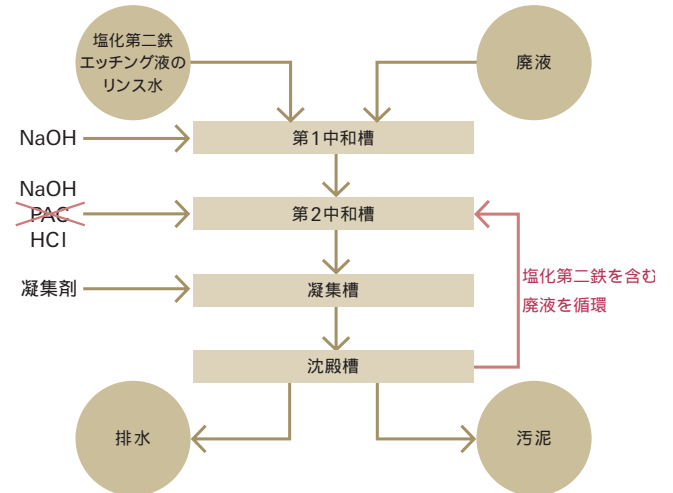 塩化第二鉄
エッチング液の
リンス水
廃液
NaOH
第1中和槽
NaOH
PAC
HCl
第2中和槽
凝集剤
凝集槽
塩化第二鉄を含む
廃液を循環
沈殿槽
排水
汚泥